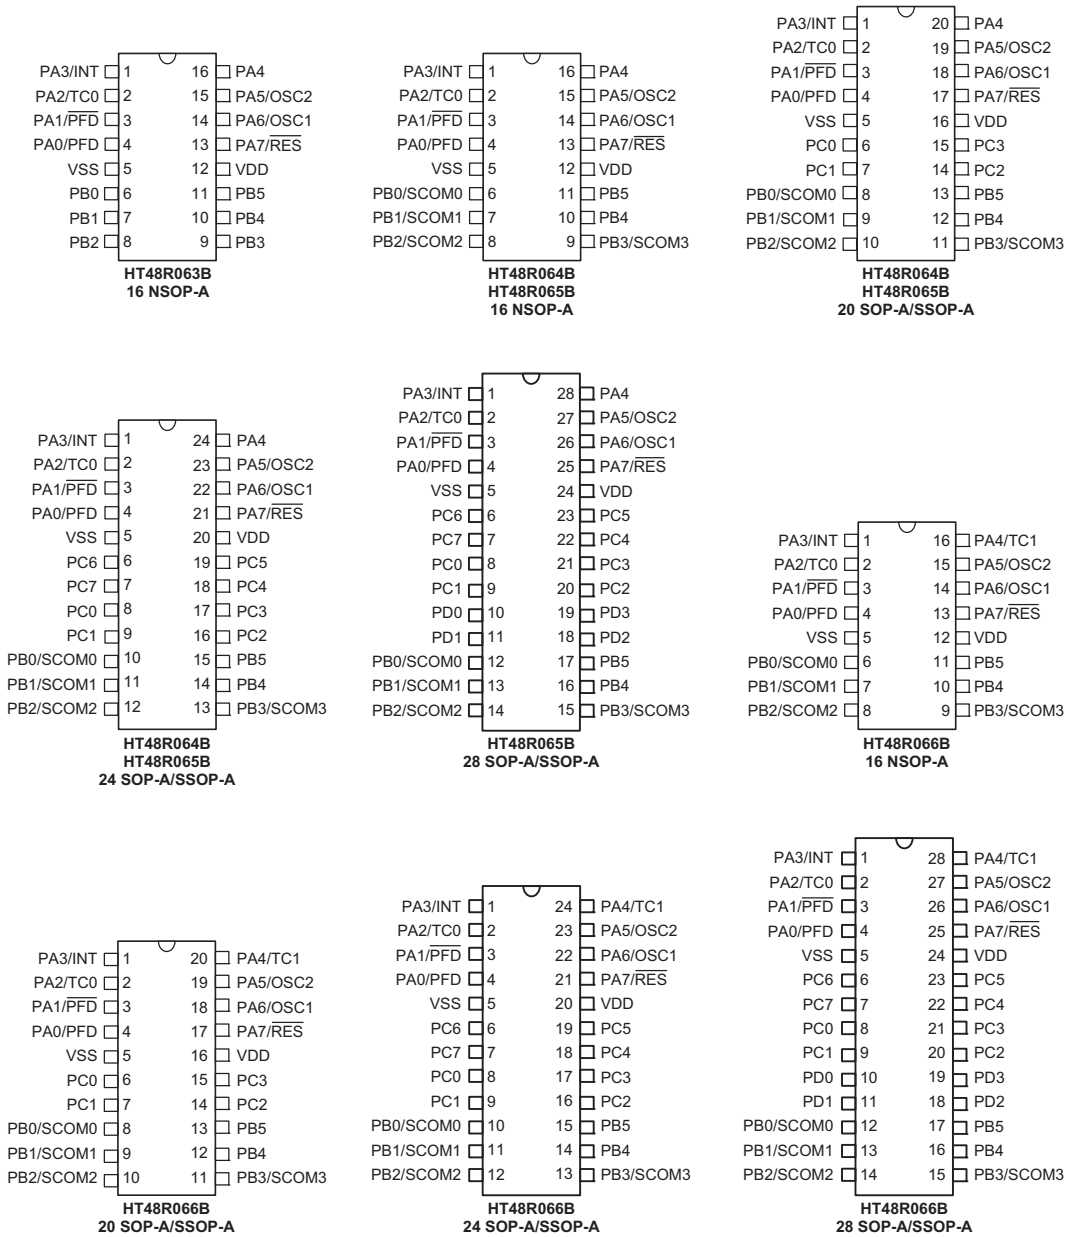 PA3/INT 1 16 PA4
PA2/TC0 2 15 PA5/OSC2
PA1/P̅F̅D̅ 3 14 PA6/OSC1
PA0/PFD 4 13 PA7/R̅E̅S̅
VSS 5 12 VDD
PB0 6 11 PB5
PB1 7 10 PB4
PB2 8 9 PB3
HT48R063B
16 NSOP-A
PA3/INT 1 16 PA4
PA2/TC0 2 15 PA5/OSC2
PA1/P̅F̅D̅ 3 14 PA6/OSC1
PA0/PFD 4 13 PA7/R̅E̅S̅
VSS 5 12 VDD
PB0/SCOM0 6 11 PB5
PB1/SCOM1 7 10 PB4
PB2/SCOM2 8 9 PB3/SCOM3
HT48R064B
HT48R065B
16 NSOP-A
PA3/INT 1 20 PA4
PA2/TC0 2 19 PA5/OSC2
PA1/P̅F̅D̅ 3 18 PA6/OSC1
PA0/PFD 4 17 PA7/R̅E̅S̅
VSS 5 16 VDD
PC0 6 15 PC3
PC1 7 14 PC2
PB0/SCOM0 8 13 PB5
PB1/SCOM1 9 12 PB4
PB2/SCOM2 10 11 PB3/SCOM3
HT48R064B
HT48R065B
20 SOP-A/SSOP-A
PA3/INT 1 24 PA4
PA2/TC0 2 23 PA5/OSC2
PA1/P̅F̅D̅ 3 22 PA6/OSC1
PA0/PFD 4 21 PA7/R̅E̅S̅
VSS 5 20 VDD
PC6 6 19 PC5
PC7 7 18 PC4
PC0 8 17 PC3
PC1 9 16 PC2
PB0/SCOM0 10 15 PB5
PB1/SCOM1 11 14 PB4
PB2/SCOM2 12 13 PB3/SCOM3
HT48R064B
HT48R065B
24 SOP-A/SSOP-A
PA3/INT 1 28 PA4
PA2/TC0 2 27 PA5/OSC2
PA1/P̅F̅D̅ 3 26 PA6/OSC1
PA0/PFD 4 25 PA7/R̅E̅S̅
VSS 5 24 VDD
PC6 6 23 PC5
PC7 7 22 PC4
PC0 8 21 PC3
PC1 9 20 PC2
PD0 10 19 PD3
PD1 11 18 PD2
PB0/SCOM0 12 17 PB5
PB1/SCOM1 13 16 PB4
PB2/SCOM2 14 15 PB3/SCOM3
HT48R065B
28 SOP-A/SSOP-A
PA3/INT 1 16 PA4/TC1
PA2/TC0 2 15 PA5/OSC2
PA1/P̅F̅D̅ 3 14 PA6/OSC1
PA0/PFD 4 13 PA7/R̅E̅S̅
VSS 5 12 VDD
PB0/SCOM0 6 11 PB5
PB1/SCOM1 7 10 PB4
PB2/SCOM2 8 9 PB3/SCOM3
HT48R066B
16 NSOP-A
PA3/INT 1 20 PA4/TC1
PA2/TC0 2 19 PA5/OSC2
PA1/P̅F̅D̅ 3 18 PA6/OSC1
PA0/PFD 4 17 PA7/R̅E̅S̅
VSS 5 16 VDD
PC0 6 15 PC3
PC1 7 14 PC2
PB0/SCOM0 8 13 PB5
PB1/SCOM1 9 12 PB4
PB2/SCOM2 10 11 PB3/SCOM3
HT48R066B
20 SOP-A/SSOP-A
PA3/INT 1 24 PA4/TC1
PA2/TC0 2 23 PA5/OSC2
PA1/P̅F̅D̅ 3 22 PA6/OSC1
PA0/PFD 4 21 PA7/R̅E̅S̅
VSS 5 20 VDD
PC6 6 19 PC5
PC7 7 18 PC4
PC0 8 17 PC3
PC1 9 16 PC2
PB0/SCOM0 10 15 PB5
PB1/SCOM1 11 14 PB4
PB2/SCOM2 12 13 PB3/SCOM3
HT48R066B
24 SOP-A/SSOP-A
PA3/INT 1 28 PA4/TC1
PA2/TC0 2 27 PA5/OSC2
PA1/P̅F̅D̅ 3 26 PA6/OSC1
PA0/PFD 4 25 PA7/R̅E̅S̅
VSS 5 24 VDD
PC6 6 23 PC5
PC7 7 22 PC4
PC0 8 21 PC3
PC1 9 20 PC2
PD0 10 19 PD3
PD1 11 18 PD2
PB0/SCOM0 12 17 PB5
PB1/SCOM1 13 16 PB4
PB2/SCOM2 14 15 PB3/SCOM3
HT48R066B
28 SOP-A/SSOP-A